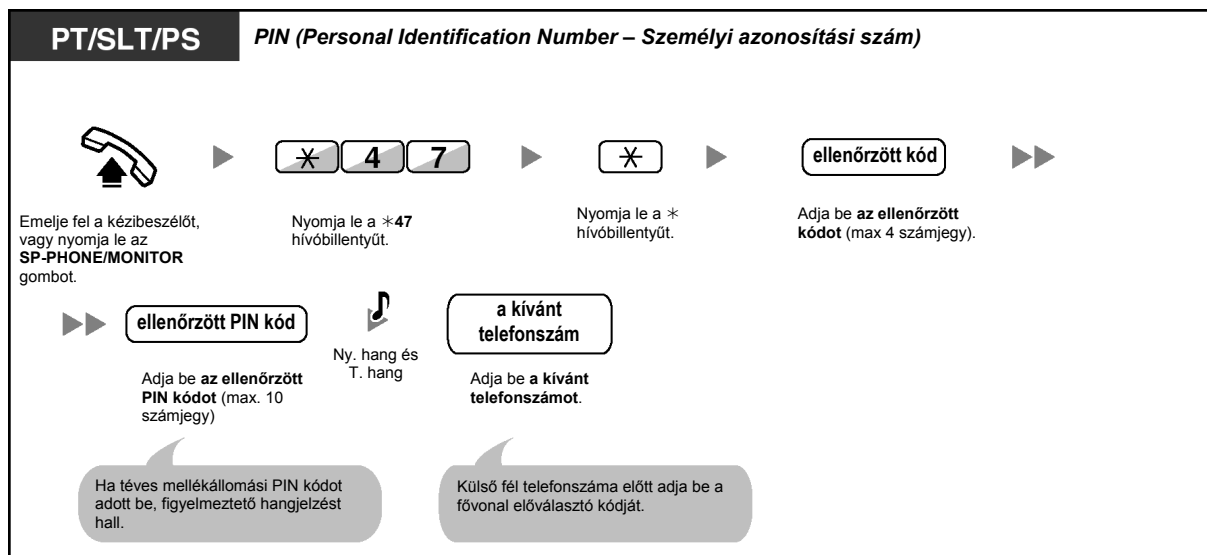 PT/SLT/PS
PIN (Personal Identification Number – Személyi azonosítási szám)
✳ 4 7
✳
ellenőrzött kód
Emelje fel a kézibeszélőt,
vagy nyomja le az
SP-PHONE/MONITOR
gombot.
Nyomja le a ✳47
hívóbillentyűt.
Nyomja le a ✳
hívóbillentyűt.
Adja be az ellenőrzött
kódot (max 4 számjegy).
ellenőrzött PIN kód
Adja be az ellenőrzött
PIN kódot (max. 10
számjegy)
Ny. hang és
T. hang
a kívánt
telefonszám
Adja be a kívánt
telefonszámot.
Ha téves mellékállomási PIN kódot
adott be, figyelmeztető hangjelzést
hall.
Külső fél telefonszáma előtt adja be a
fővonal előválasztó kódját.